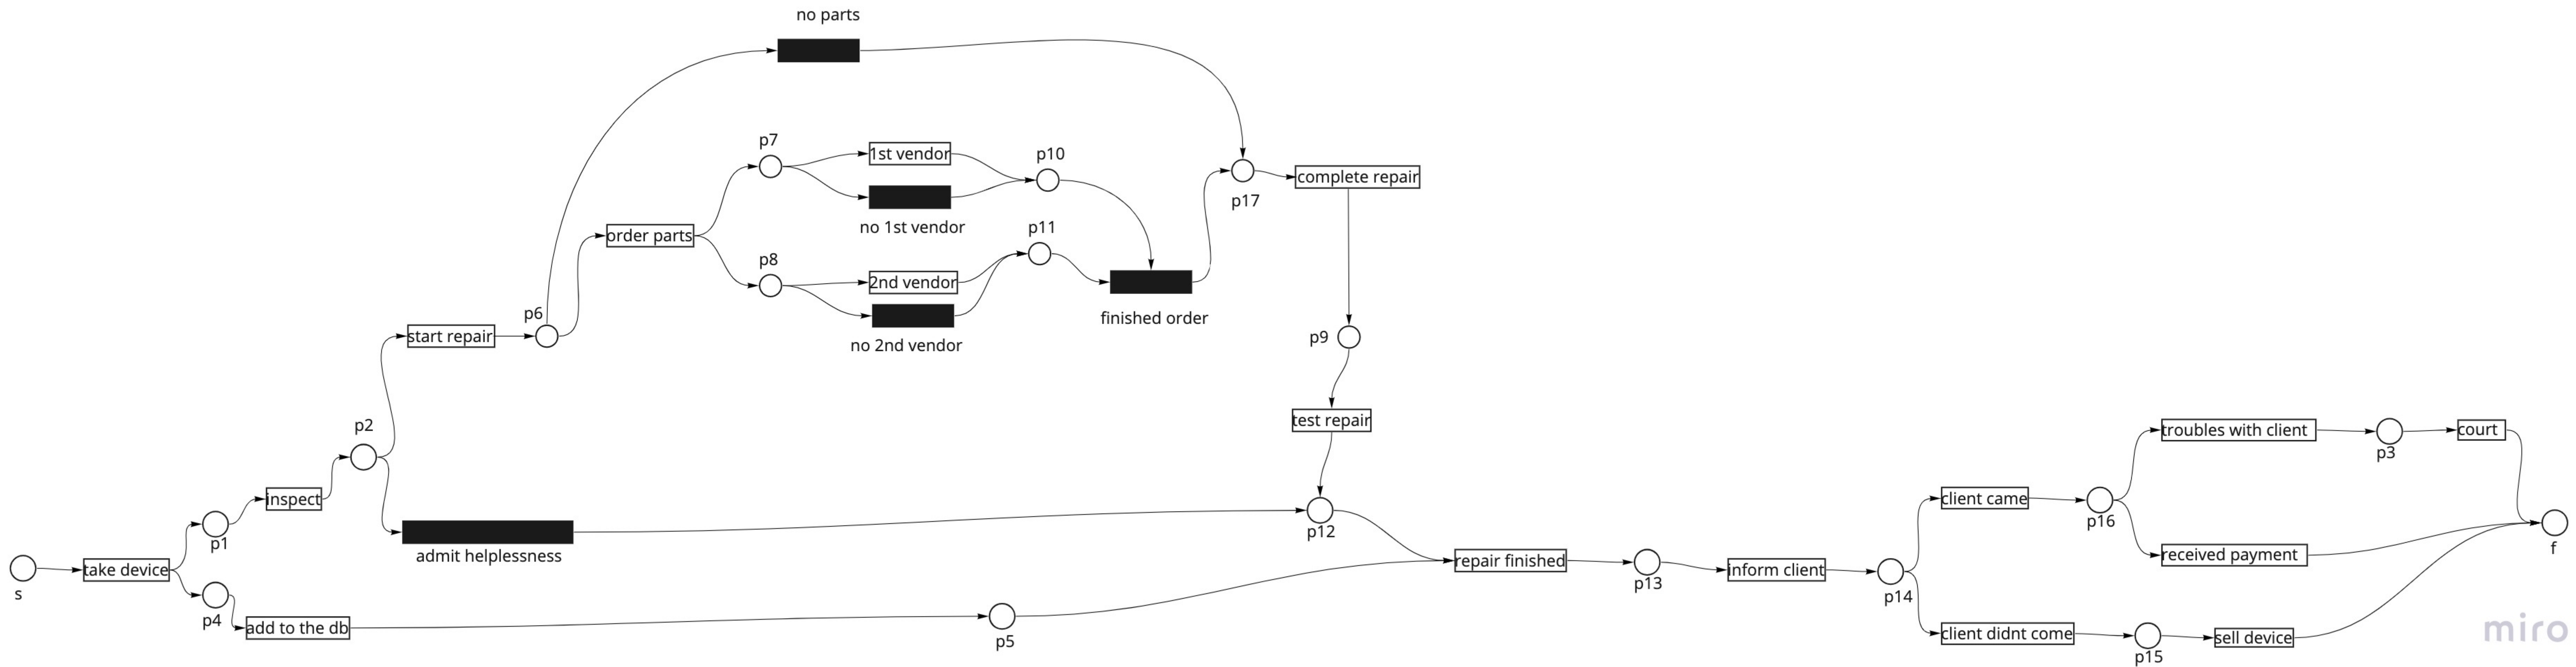 no parts
p7
1st vendor
p10
no 1st vendor
p17
complete repair
order parts
p8
2nd vendor
p11
no 2nd vendor
finished order
start repair
p6
p9
test repair
p2
inspect
p1
admit helplessness
p12
take device
s
p4
add to the db
p5
repair finished
p13
inform client
p14
client came
p16
troubles with client
p3
court
received payment
f
client didnt come
p15
sell device
miro